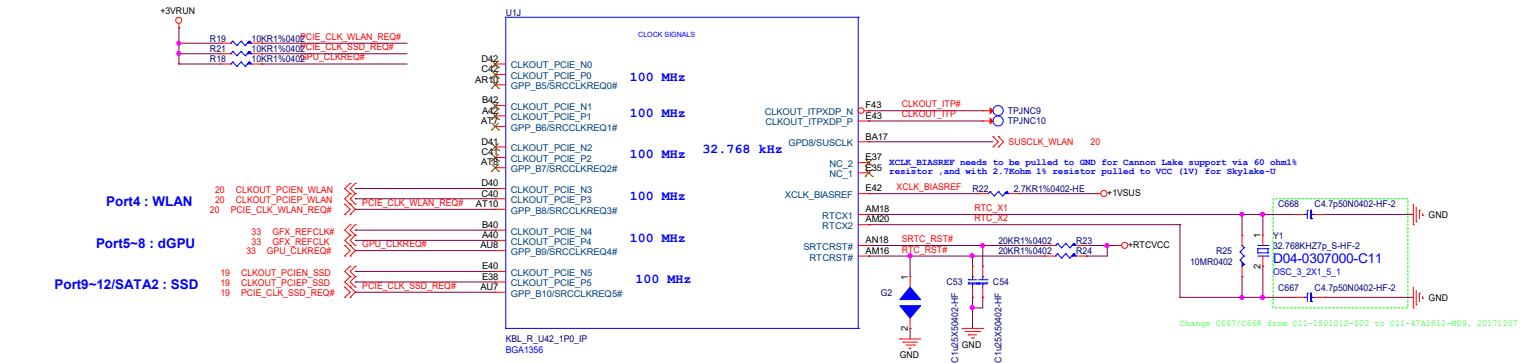 +3VRUN
R19 10KR1%0402 PCIE_CLK_WLAN_REQ#
R21 10KR1%0402 PCIE_CLK_SSD_REQ#
R18 10KR1%0402 GPU_CLKREQ#
U1J
CLOCK SIGNALS
D42 CLKOUT_PCIE_N0
C42 CLKOUT_PCIE_P0
AR10 GPP_B5/SRCCLKREQ0#
100 MHz
B42 CLKOUT_PCIE_N1
A42 CLKOUT_PCIE_P1
AT7 GPP_B6/SRCCLKREQ1#
100 MHz
D41 CLKOUT_PCIE_N2
C41 CLKOUT_PCIE_P2
AT8 GPP_B7/SRCCLKREQ2#
100 MHz
32.768 kHz
Port4 : WLAN
20 CLKOUT_PCIEN_WLAN D40 CLKOUT_PCIE_N3
20 CLKOUT_PCIEP_WLAN C40 CLKOUT_PCIE_P3
20 PCIE_CLK_WLAN_REQ# PCIE_CLK_WLAN_REQ# AT10 GPP_B8/SRCCLKREQ3#
100 MHz
Port5~8 : dGPU
33 GFX_REFCLK# B40 CLKOUT_PCIE_N4
33 GFX_REFCLK A40 CLKOUT_PCIE_P4
33 GPU_CLKREQ# GPU_CLKREQ# AU8 GPP_B9/SRCCLKREQ4#
100 MHz
Port9~12/SATA2 : SSD
19 CLKOUT_PCIEN_SSD E40 CLKOUT_PCIE_N5
19 CLKOUT_PCIEP_SSD E38 CLKOUT_PCIE_P5
19 PCIE_CLK_SSD_REQ# PCIE_CLK_SSD_REQ# AU7 GPP_B10/SRCCLKREQ5#
100 MHz
KBL_R_U42_1P0_IP
BGA1356
CLKOUT_ITPXDP_N F43 CLKOUT_ITP# TPJNC9
CLKOUT_ITPXDP_P E43 CLKOUT_ITP TPJNC10
GPD8/SUSCLK BA17 SUSCLK_WLAN 20
NC_2 E37
NC_1 E35
XCLK_BIASREF needs to be pulled to GND for Cannon Lake support via 60 ohm1%
resistor ,and with 2.7Kohm 1% resistor pulled to VCC (1V) for Skylake-U
XCLK_BIASREF E42 XCLK_BIASREF R22 2.7KR1%0402-HE +1VSUS
RTCX1 AM18 RTC_X1
RTCX2 AM20 RTC_X2
SRTCRST# AN18 SRTC_RST# 20KR1%0402 R23 +RTCVCC
RTCRST# AM16 RTC_RST# 20KR1%0402 R24
G2
1
2
GND
C53
C1u25X50402-HF
C54
C1u25X50402-HF
GND
R25
10MR0402
C668 C4.7p50N0402-HF-2
GND
Y1
1
2
32.768KHZ7p_S-HF-2
D04-0307000-C11
OSC_3_2X1_5_1
C667 C4.7p50N0402-HF-2
GND
Change C667/C668 from C11-1501012-S02 to C11-47A1812-M09. 20171207